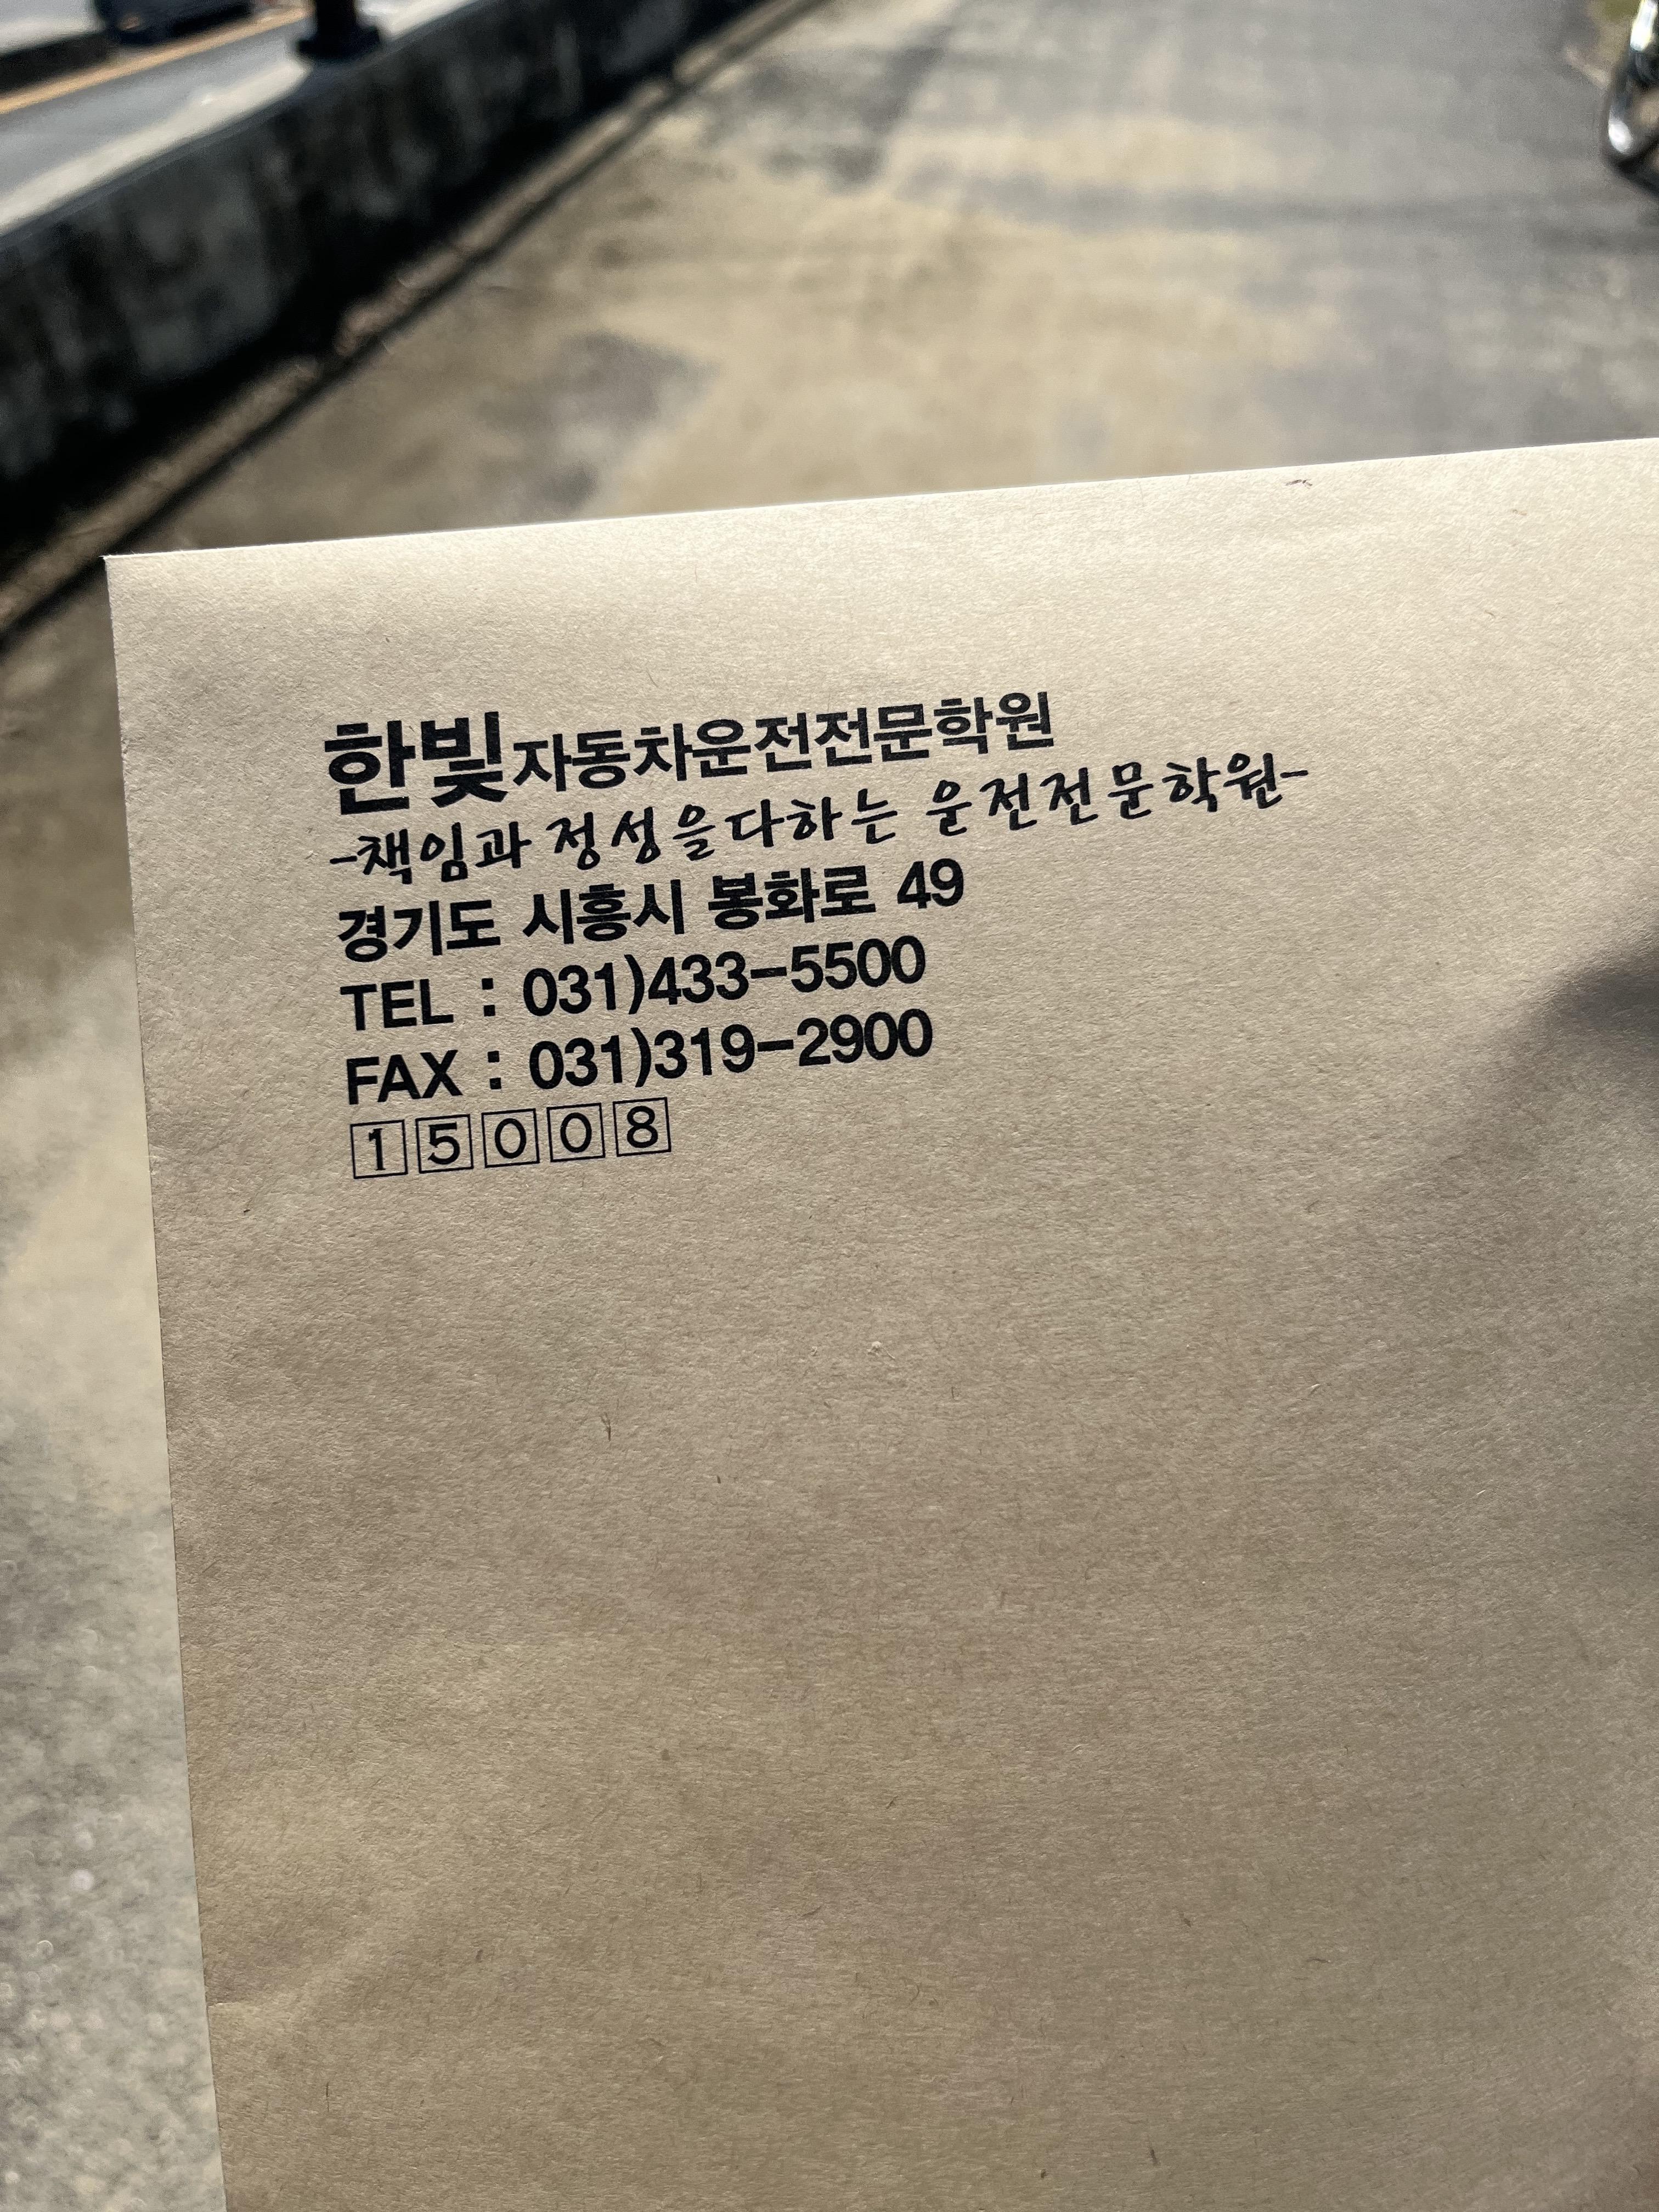 한빛자동차운전전문학원
-책임과 정성을다하는 운전전문학원-
경기도 시흥시 봉화로 49
TEL : 031)433-5500
FAX : 031)319-2900
15008